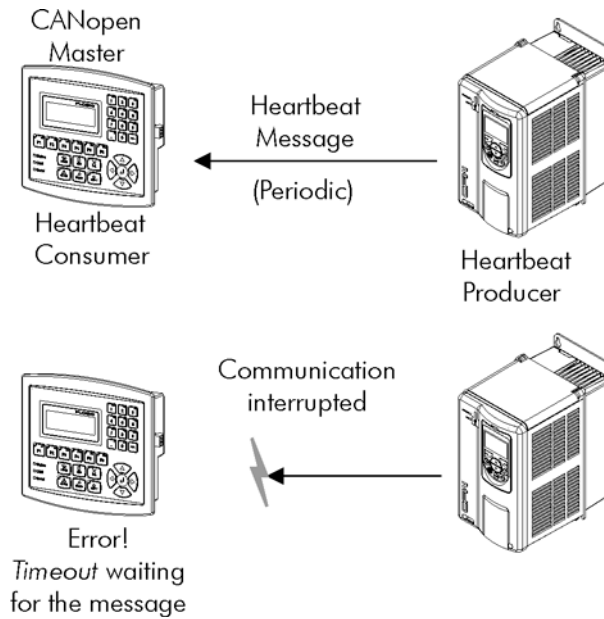 CANopen
Master
Heartbeat
Message
(Periodic)
Heartbeat
Consumer
Heartbeat
Producer
Communication
interrupted
Error!
Timeout waiting
for the message